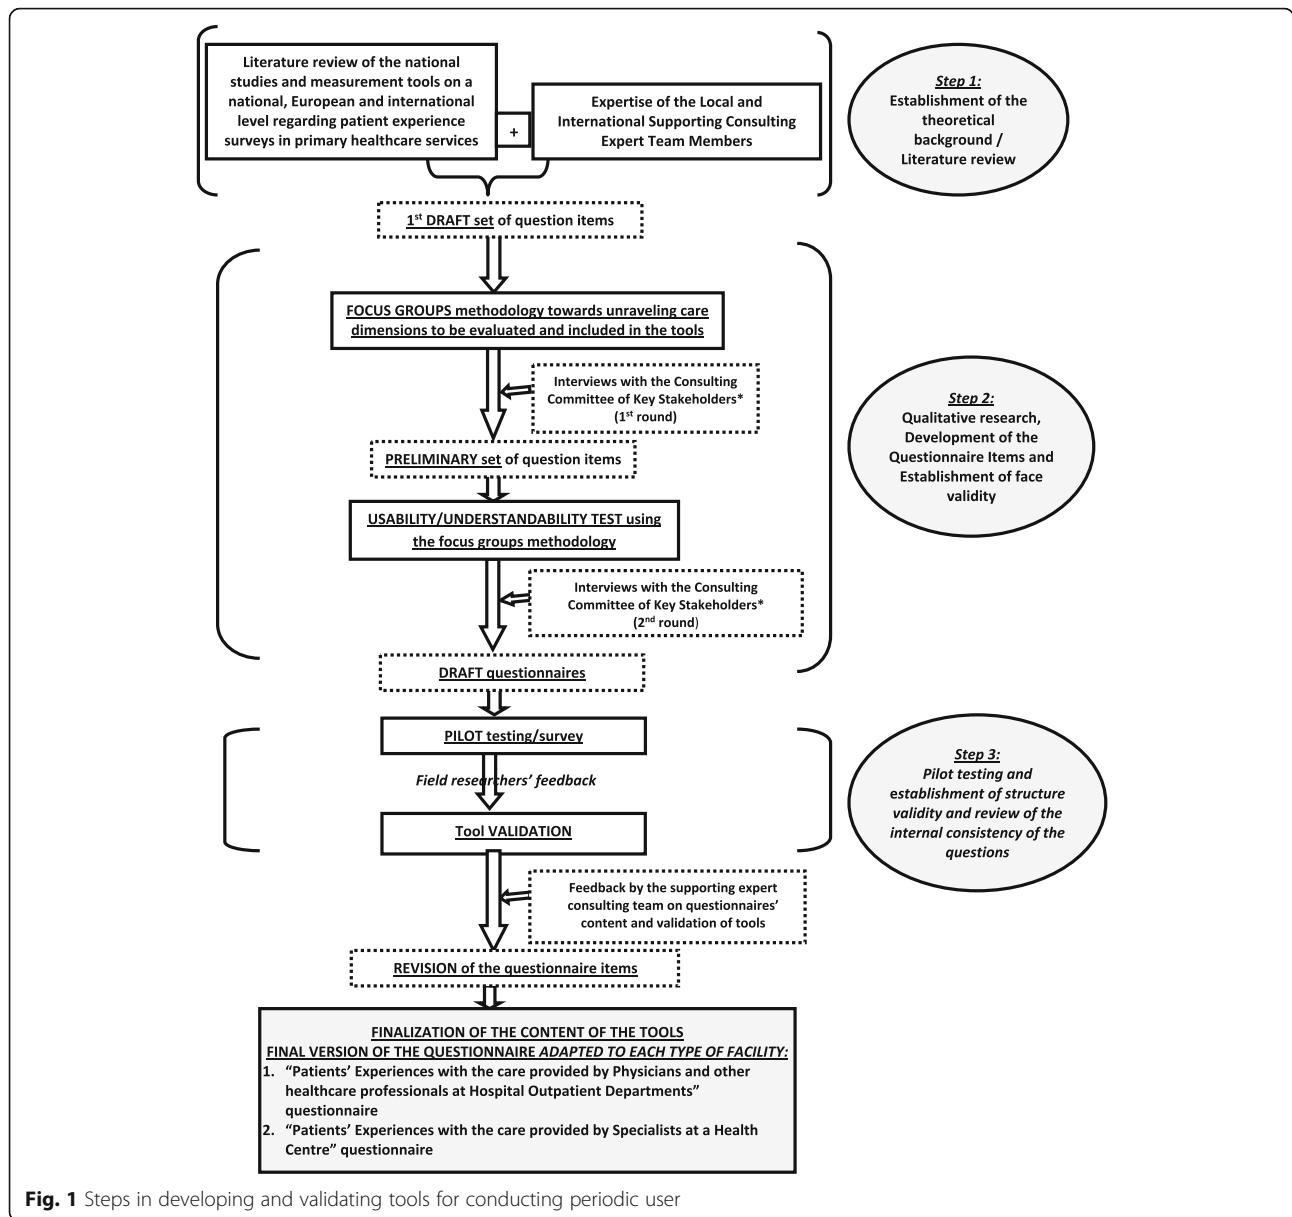 Literature review of the national
studies and measurement tools on a
national, European and international
level regarding patient experience
surveys in primary healthcare services
+
Expertise of the Local and
International Supporting Consulting
Expert Team Members
Step 1:
Establishment of the
theoretical
background /
Literature review
1st DRAFT set of question items
FOCUS GROUPS methodology towards unraveling care
dimensions to be evaluated and included in the tools
Interviews with the Consulting
Committee of Key Stakeholders*
(1st round)
PRELIMINARY set of question items
USABILITY/UNDERSTANDABILITY TEST using
the focus groups methodology
Interviews with the Consulting
Committee of Key Stakeholders*
(2nd round)
DRAFT questionnaires
Step 2:
Qualitative research,
Development of the
Questionnaire Items and
Establishment of face
validity
PILOT testing/survey
Field researchers’ feedback
Tool VALIDATION
Step 3:
Pilot testing and
establishment of structure
validity and review of the
internal consistency of the
questions
Feedback by the supporting expert
consulting team on questionnaires’
content and validation of tools
REVISION of the questionnaire items
FINALIZATION OF THE CONTENT OF THE TOOLS
FINAL VERSION OF THE QUESTIONNAIRE ADAPTED TO EACH TYPE OF FACILITY:
1. “Patients’ Experiences with the care provided by Physicians and other
healthcare professionals at Hospital Outpatient Departments”
questionnaire
2. “Patients’ Experiences with the care provided by Specialists at a Health
Centre” questionnaire
Fig. 1 Steps in developing and validating tools for conducting periodic user